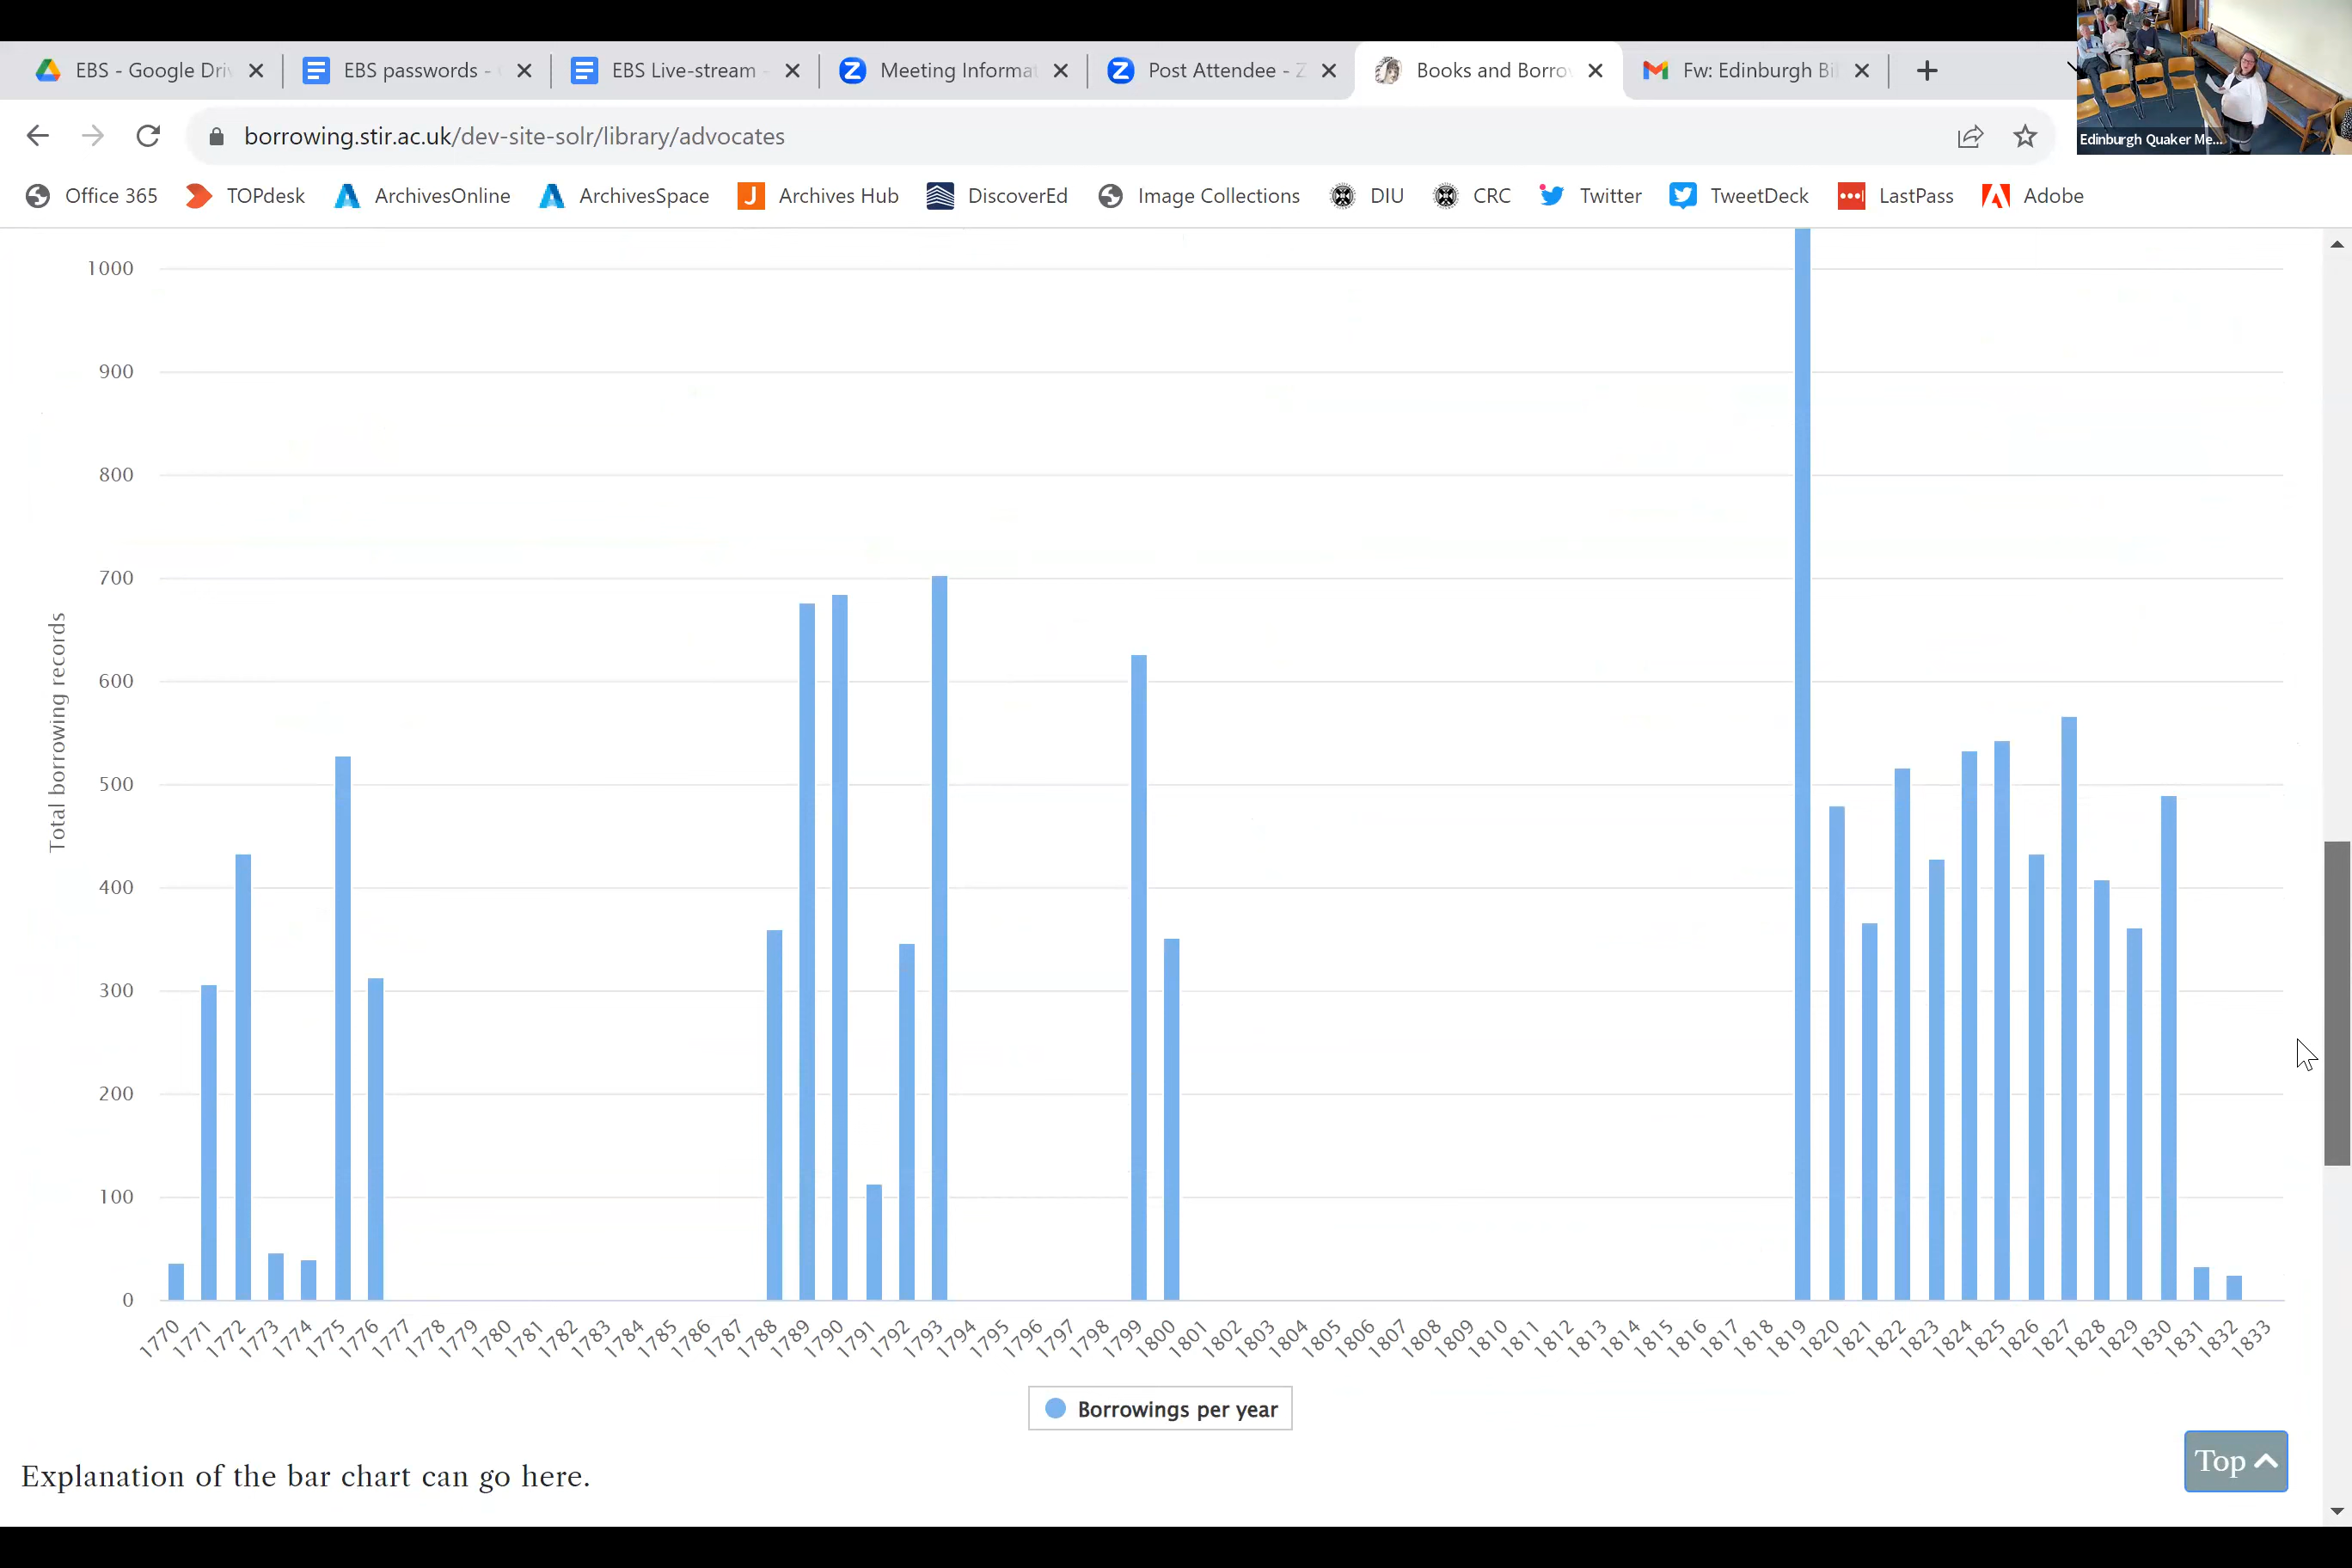 EBS - Google Dri
EBS passwords -
EBS Live-stream -
Meeting Informa
Post Attendee - Z
Books and Borro
Fw: Edinburgh Bi
borrowing.stir.ac.uk/dev-site-solr/library/advocates
Edinburgh Quaker Me...
Office 365
TOPdesk
ArchivesOnline
ArchivesSpace
Archives Hub
DiscoverEd
Image Collections
DIU
CRC
Twitter
TweetDeck
LastPass
Adobe
Total borrowing records
1000
900
800
700
600
500
400
300
200
100
0
1770
1771
1772
1773
1774
1775
1776
1777
1778
1779
1780
1781
1782
1783
1784
1785
1786
1787
1788
1789
1790
1791
1792
1793
1794
1795
1796
1797
1798
1799
1800
1801
1802
1803
1804
1805
1806
1807
1808
1809
1810
1811
1812
1813
1814
1815
1816
1817
1818
1819
1820
1821
1822
1823
1824
1825
1826
1827
1828
1829
1830
1831
1832
1833
Borrowings per year
Explanation of the bar chart can go here.
Top